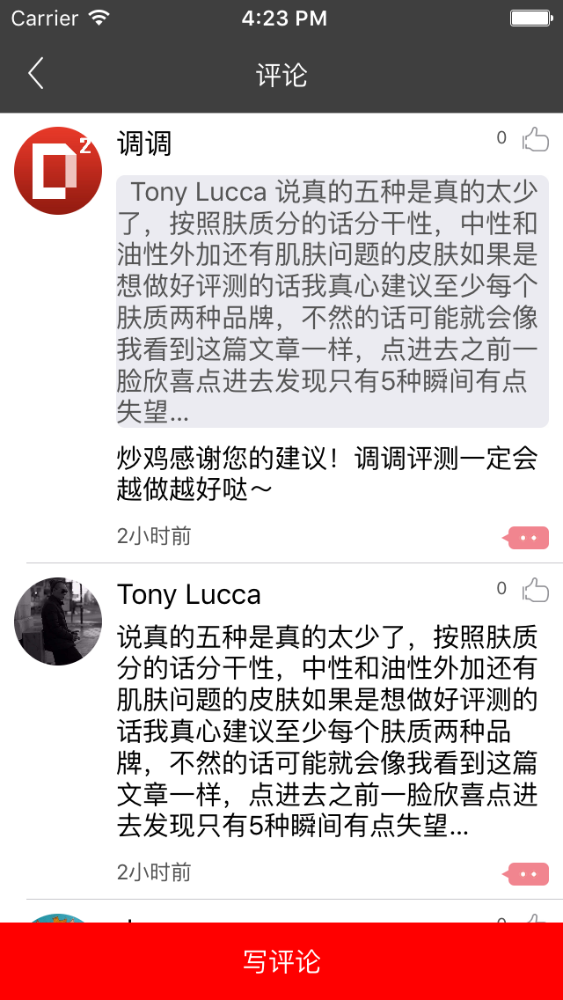 Carrier 4:23 PM
评论
2
调调 0
Tony Lucca 说真的五种是真的太少
了，按照肤质分的话分干性，中性和
油性外加还有肌肤问题的皮肤如果是
想做好评测的话我真心建议至少每个
肤质两种品牌，不然的话可能就会像
我看到这篇文章一样，点进去之前一
脸欣喜点进去发现只有5种瞬间有点
失望...
炒鸡感谢您的建议！调调评测一定会
越做越好哒～
2小时前
Tony Lucca 0
说真的五种是真的太少了，按照肤质
分的话分干性，中性和油性外加还有
肌肤问题的皮肤如果是想做好评测的
话我真心建议至少每个肤质两种品
牌，不然的话可能就会像我看到这篇
文章一样，点进去之前一脸欣喜点进
去发现只有5种瞬间有点失望...
2小时前
写评论